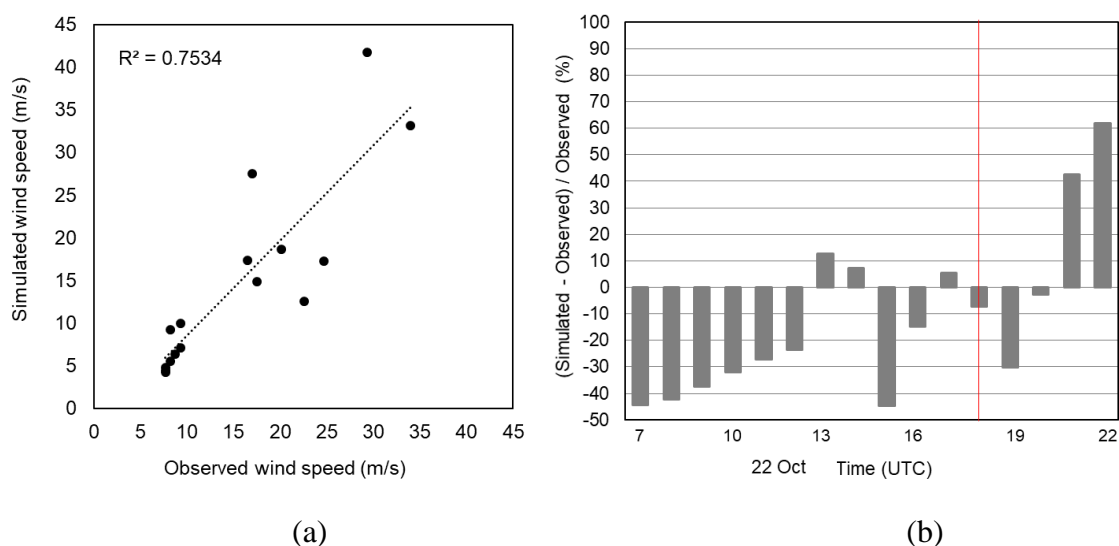 Simulated wind speed (m/s)
45
40
35
30
25
20
15
10
5
0
R² = 0.7534
0 5 10 15 20 25 30 35 40 45
Observed wind speed (m/s)
(a)
(Simulated - Observed) / Observed (%)
100
90
80
70
60
50
40
30
20
10
0
-10
-20
-30
-40
-50
7 10 13 16 19 22
22 Oct Time (UTC)
(b)